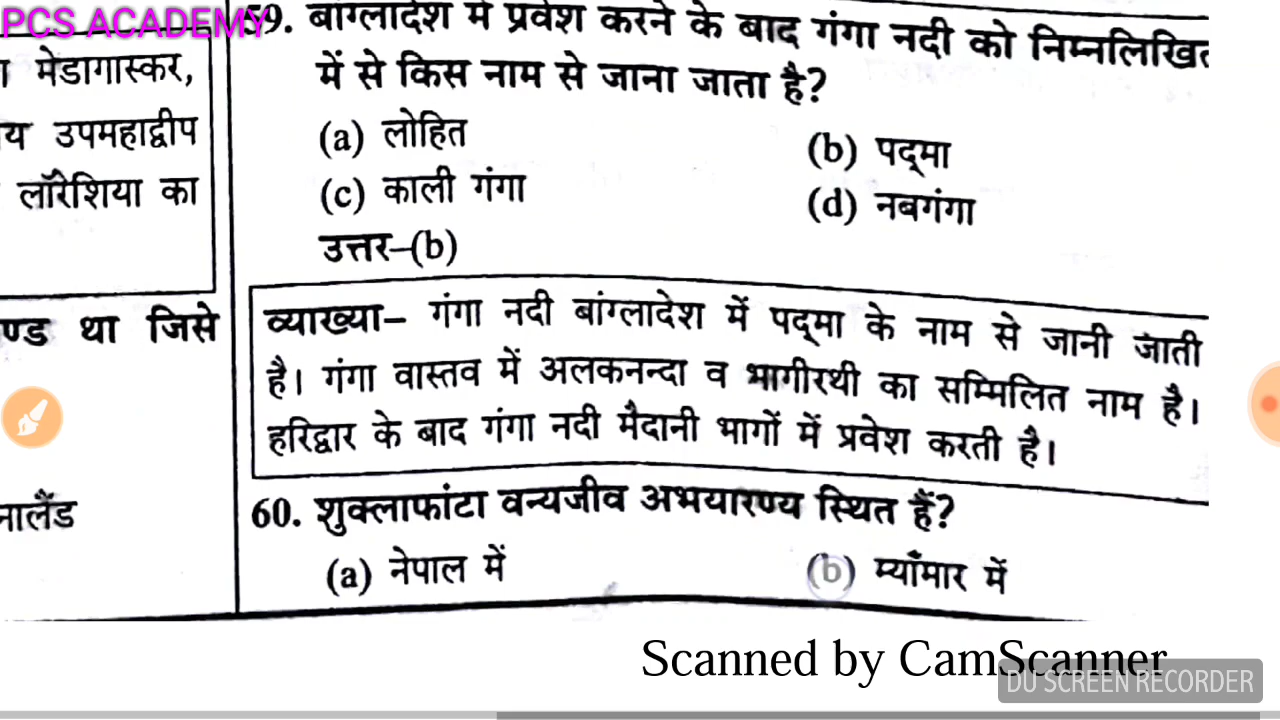 PCS ACADEMY
मेडागास्कर,
य उपमहाद्वीप
लॉरेशिया का
ण्ड था जिसे
नालैंड
59. बांग्लादेश में प्रवेश करने के बाद गंगा नदी को निम्नलिखित
में से किस नाम से जाना जाता है?
(a) लोहित (b) पद्मा
(c) काली गंगा (d) नबगंगा
उत्तर–(b)
व्याख्या– गंगा नदी बांग्लादेश में पद्मा के नाम से जानी जाती
है। गंगा वास्तव में अलकनन्दा व भागीरथी का सम्मिलित नाम है।
हरिद्वार के बाद गंगा नदी मैदानी भागों में प्रवेश करती है।
60. शुक्लाफांटा वन्यजीव अभयारण्य स्थित हैं?
(a) नेपाल में (b) म्याँमार में
Scanned by CamScanner
DU SCREEN RECORDER